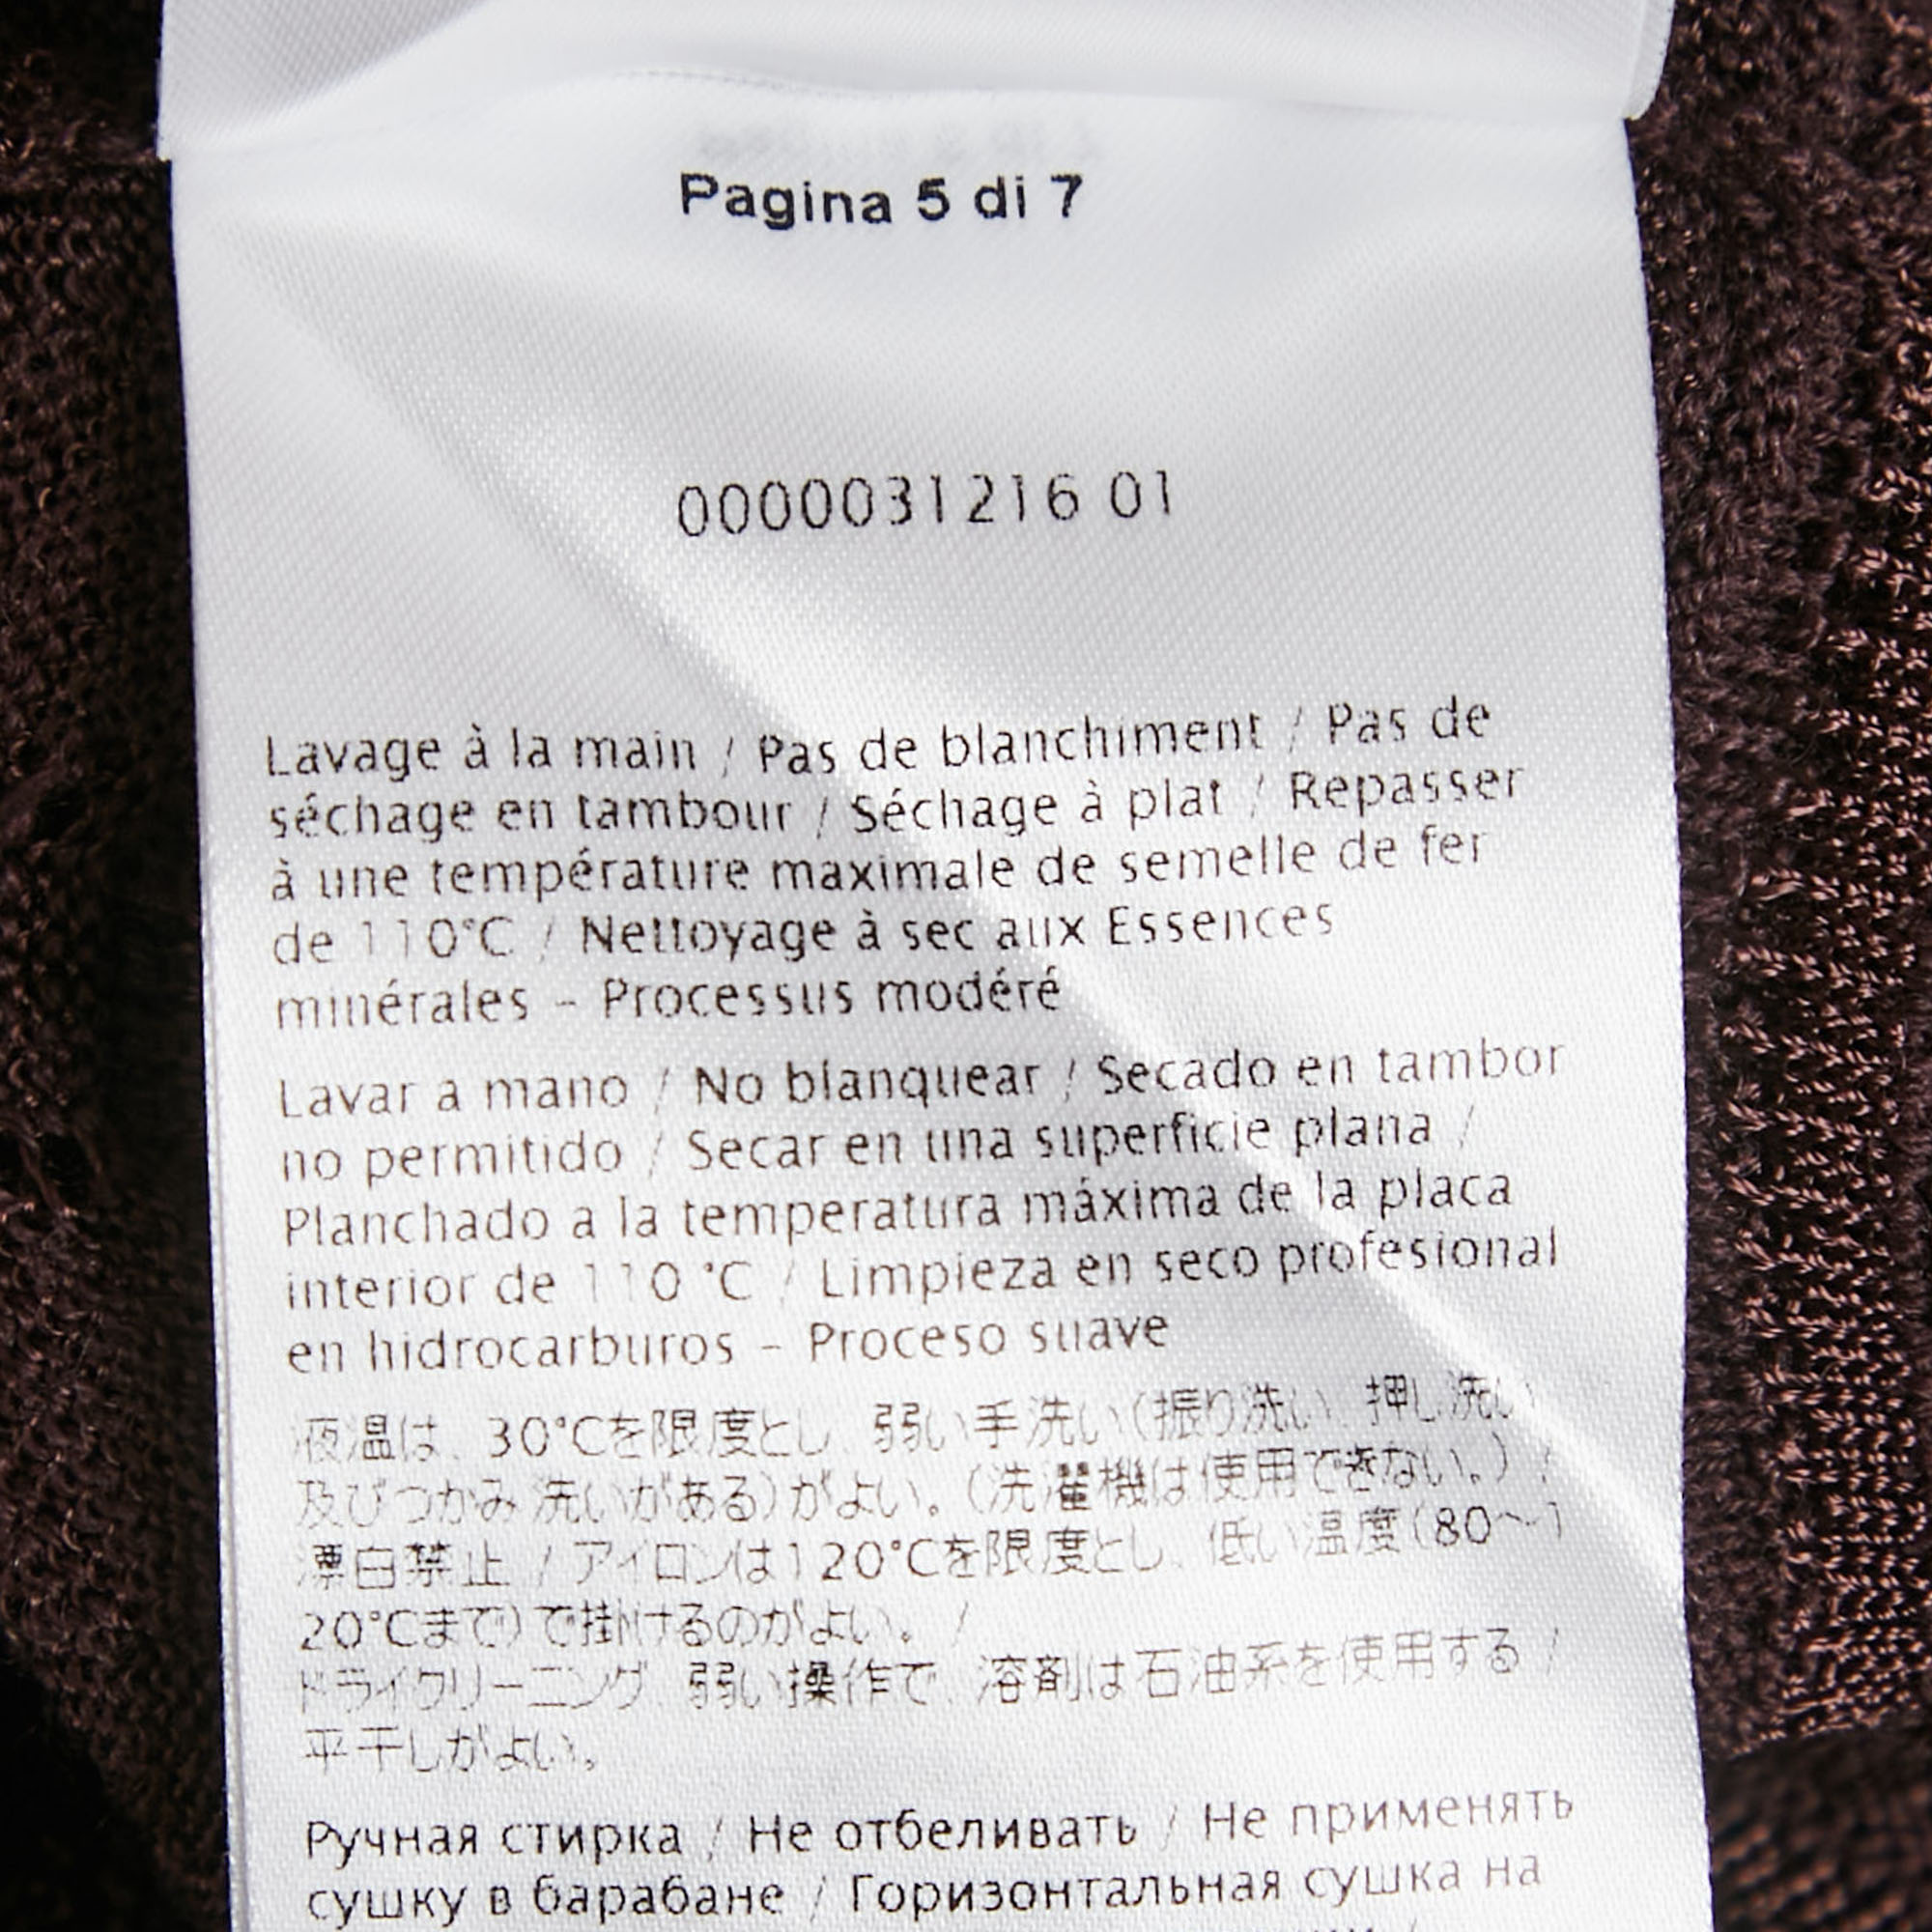 Pagina 5 di 7
0000031216 01
Lavage à la main / Pas de blanchiment / Pas de
séchage en tambour / Séchage à plat / Repasser
à une température maximale de semelle de fer
de 110°C / Nettoyage à sec aux Essences
minérales – Processus modéré
Lavar a mano / No blanquear / Secado en tambor
no permitido / Secar en una superficie plana /
Planchado a la temperatura máxima de la placa
interior de 110 °C / Limpieza en seco profesional
en hidrocarburos – Proceso suave
液温は、30°Cを限度とし、弱い手洗い(振り洗い、押し洗い
及びつかみ洗いがある)がよい。(洗濯機は使用できない。) /
漂白禁止 / アイロンは120°Cを限度とし、低い温度(80~1
20°Cまで)で掛けるのがよい。 /
ドライクリーニング、弱い操作で、溶剤は石油系を使用する /
平干しがよい。
Ручная стирка / Не отбеливать / Не применять
сушку в барабане / Горизонтальная сушка на